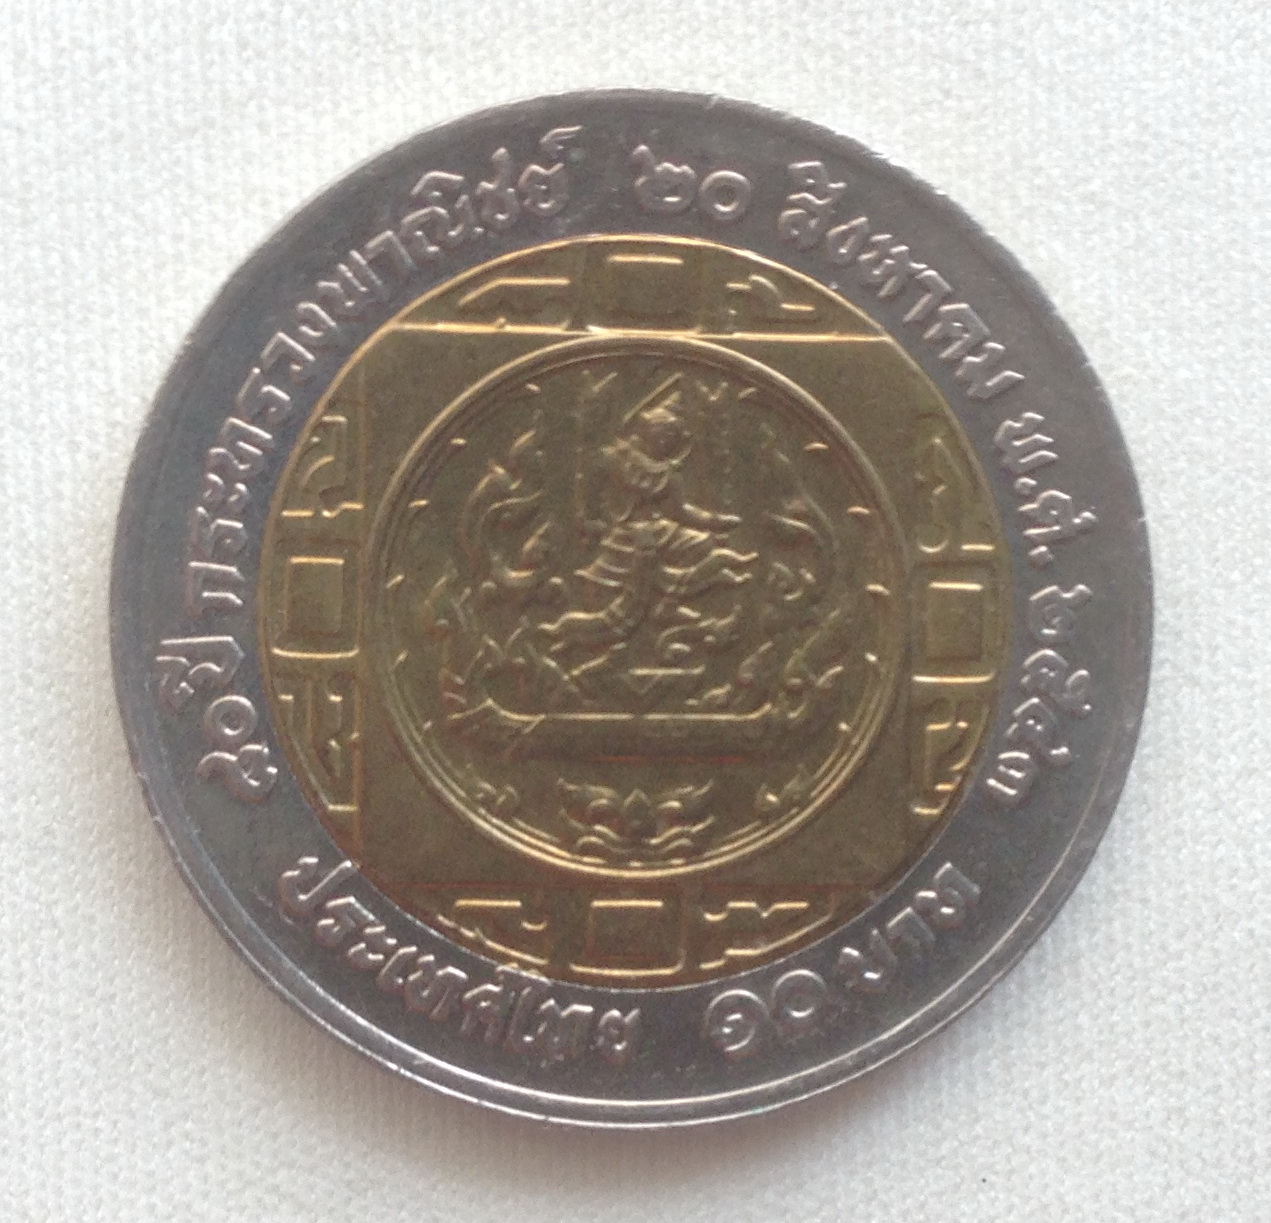 ๘๐ ปี กระทรวงพาณิชย์ ๒๐ สิงหาคม พ.ศ. ๒๕๔๓
ประเทศไทย ๑๐ บาท